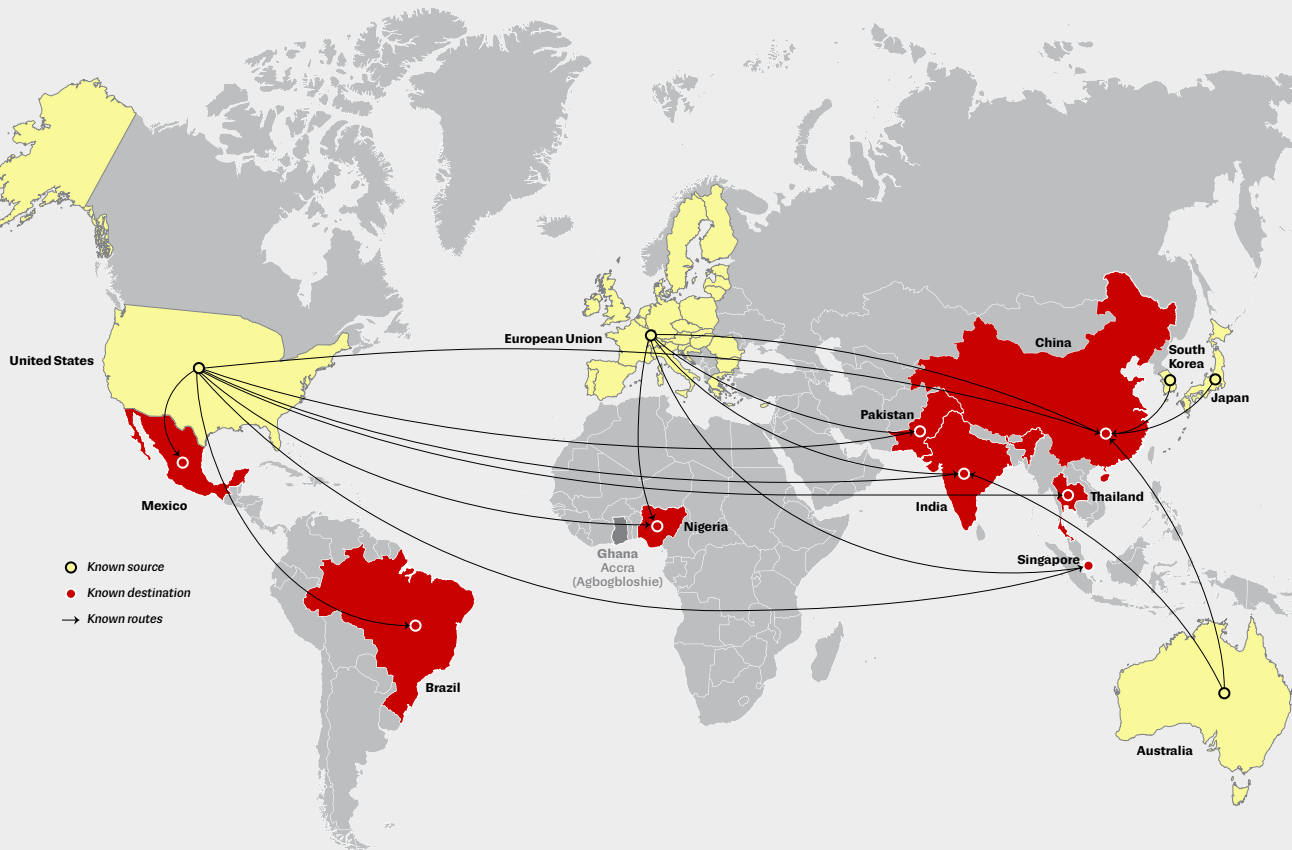 European Union
United States
China
South
Korea
Japan
Pakistan
Mexico
India
Thailand
Nigeria
Ghana
Accra
(Agbogbloshie)
Singapore
Known source
Known destination
Known routes
Brazil
Australia